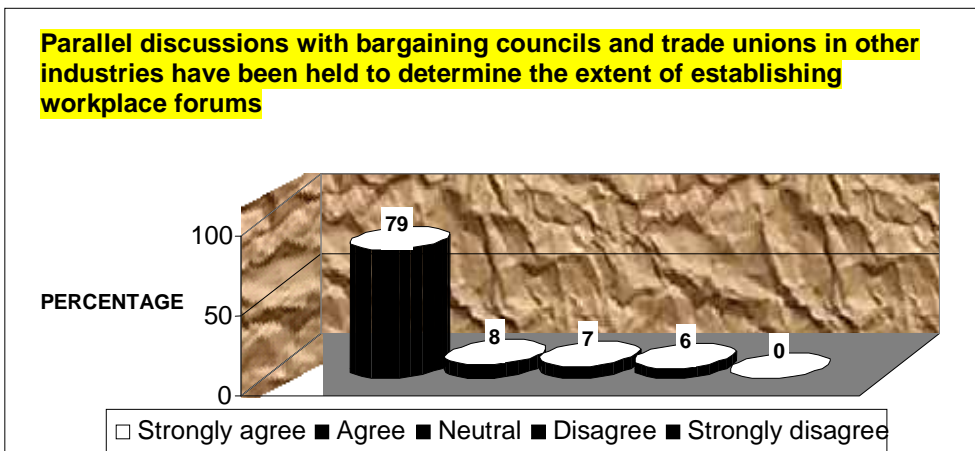 Parallel discussions with bargaining councils and trade unions in other
industries have been held to determine the extent of establishing
workplace forums
79
100
PERCENTAGE
50
8
7
6
0
0
□ Strongly agree ■ Agree ■ Neutral ■ Disagree ■ Strongly disagree